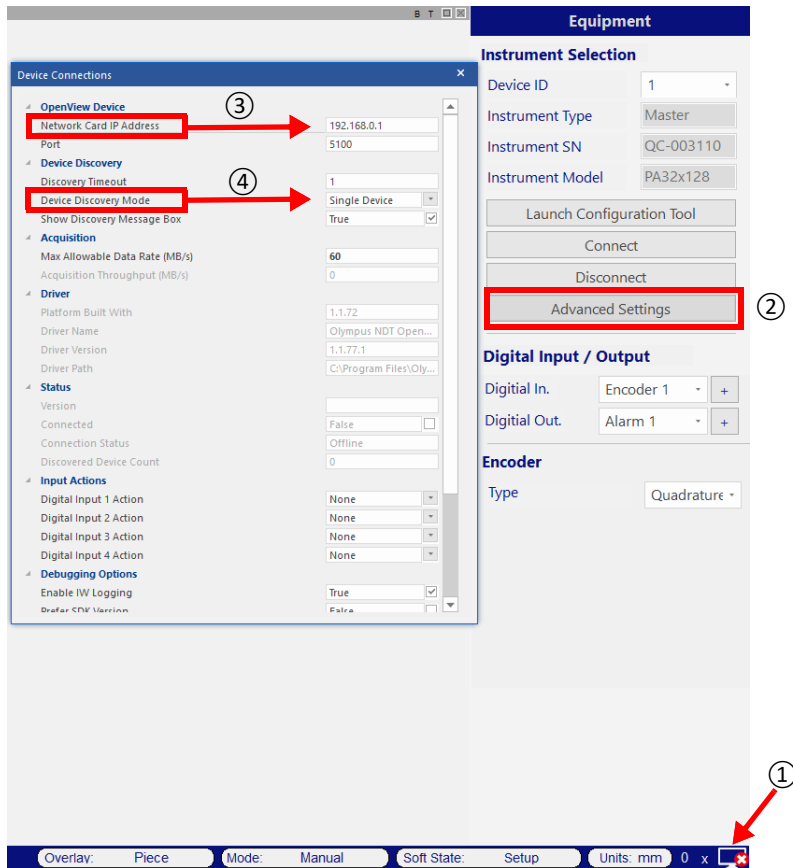 B T
Equipment
Instrument Selection
Device ID 1
Instrument Type Master
Instrument SN QC-003110
Instrument Model PA32x128
Launch Configuration Tool
Connect
Disconnect
Advanced Settings
②
Digital Input / Output
Digitial In. Encoder 1 +
Digitial Out. Alarm 1 +
Encoder
Type Quadrature
Device Connections ×
OpenView Device
③
Network Card IP Address 192.168.0.1
Port 5100
Device Discovery
Discovery Timeout 1
④
Device Discovery Mode Single Device
Show Discovery Message Box True
Acquisition
Max Allowable Data Rate (MB/s) 60
Acquisition Throughput (MB/s) 0
Driver
Platform Built With 1.1.72
Driver Name Olympus NDT Open...
Driver Version 1.1.77.1
Driver Path C:\Program Files\Oly...
Status
Version
Connected False
Connection Status Offline
Discovered Device Count 0
Input Actions
Digital Input 1 Action None
Digital Input 2 Action None
Digital Input 3 Action None
Digital Input 4 Action None
Debugging Options
Enable IW Logging True
Prefer SDK Version False
①
Overlay: Piece Mode: Manual Soft State: Setup Units: mm 0 x